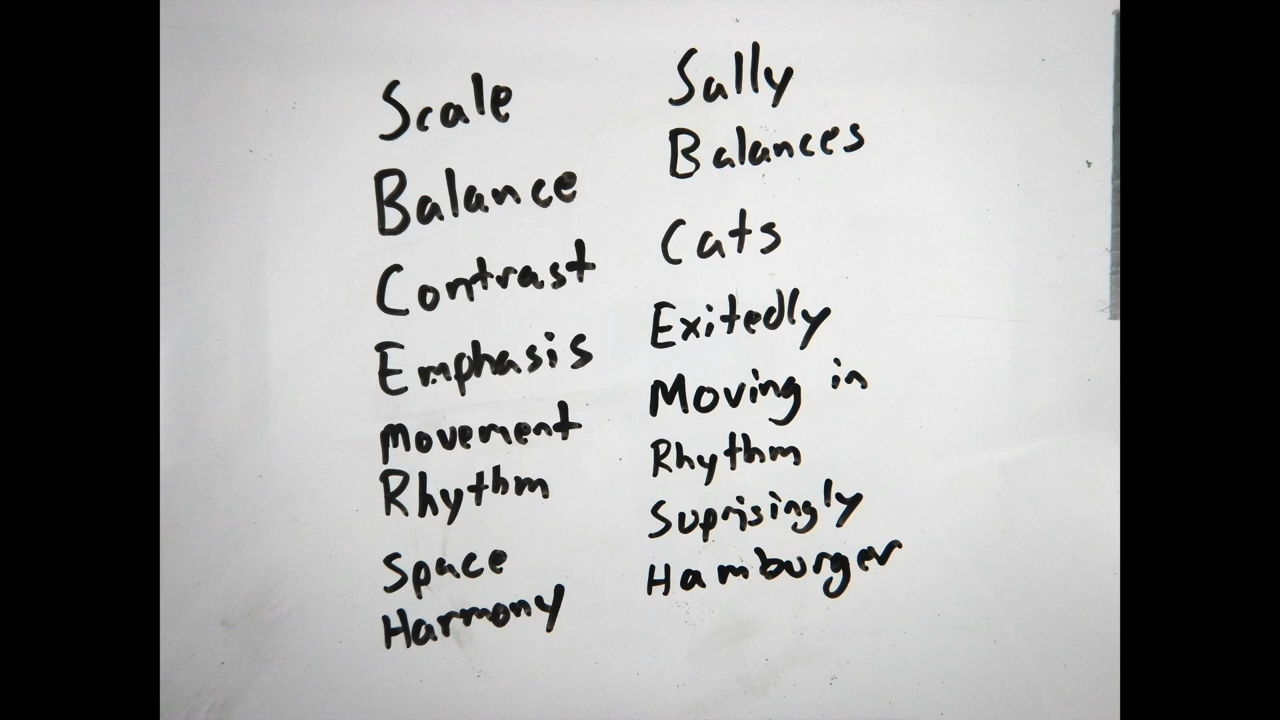 Scale
Balance
Contrast
Emphasis
Movement
Rhythm
Space
Harmony
Sally
Balances
Cats
Exitedly
Moving in
Rhythm
Suprisingly
Hamburger